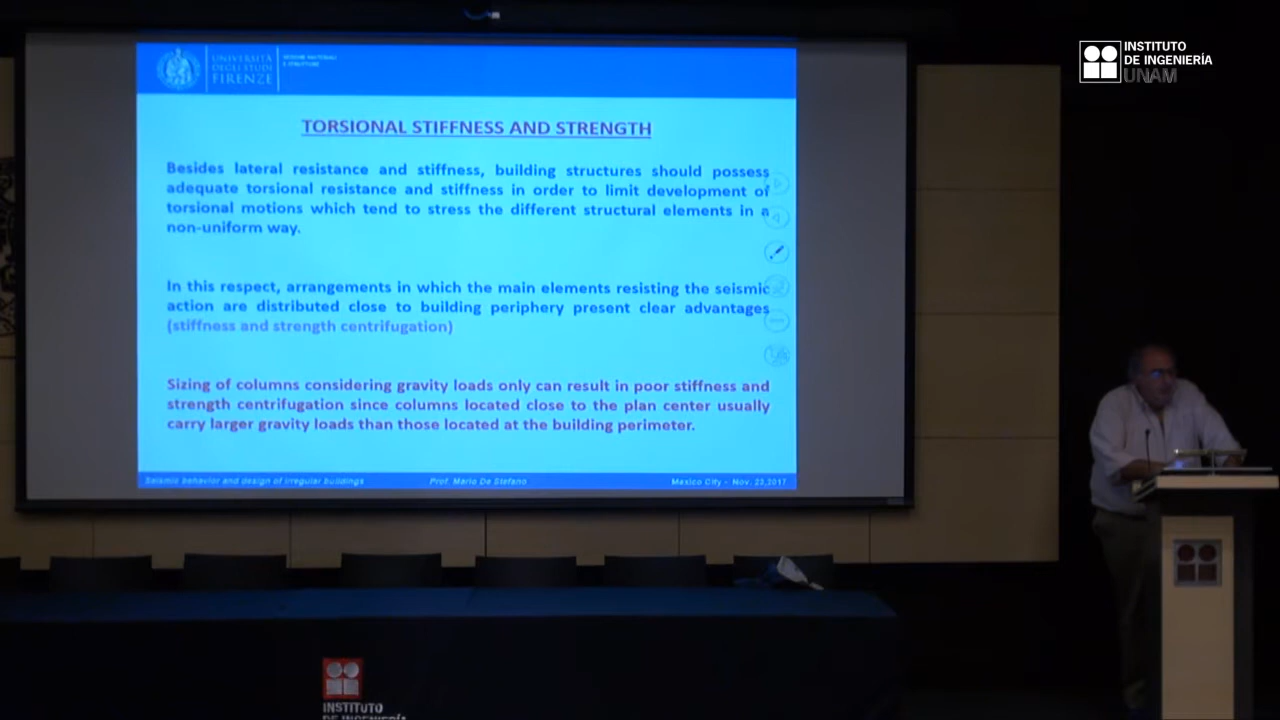 INSTITUTO
DE INGENIERÍA
UNAM
UNIVERSITÀ
DEGLI STUDI
FIRENZE
TORSIONAL STIFFNESS AND STRENGTH
Besides lateral resistance and stiffness, building structures should possess
adequate torsional resistance and stiffness in order to limit development of
torsional motions which tend to stress the different structural elements in a
non-uniform way.
In this respect, arrangements in which the main elements resisting the seismic
action are distributed close to building periphery present clear advantages
(stiffness and strength centrifugation)
Sizing of columns considering gravity loads only can result in poor stiffness and
strength centrifugation since columns located close to the plan center usually
carry larger gravity loads than those located at the building perimeter.
Seismic behavior and design of irregular buildings
Prof. Mario De Stefano
Mexico City - Nov. 23,2017
INSTITUTO
DE INGENIERÍA